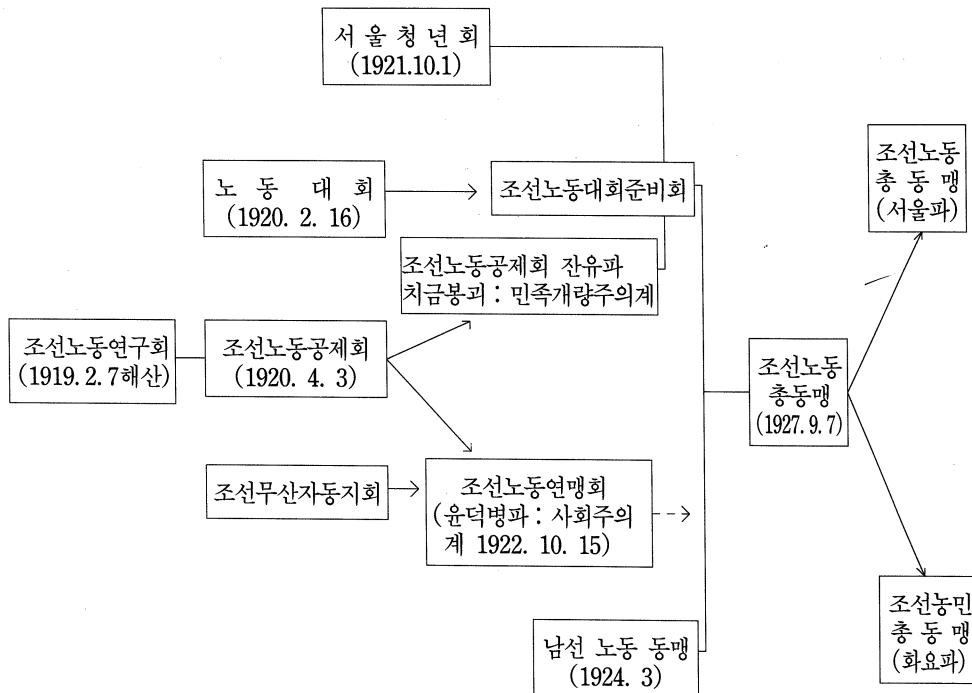 서 울 청 년 회
(1921.10.1)
노 동 대 회
(1920. 2. 16)
조선노동대회준비회
조선노동
총 동 맹
(서울파)
조선노동공제회 잔유파
치금봉괴 : 민족개량주의계
조선노동연구회
(1919.2.7해산)
조선노동공제회
(1920. 4. 3)
조선노동
총동맹
(1927. 9. 7)
조선무산자동지회
조선노동연맹회
(윤덕병파 : 사회주의
계 1922. 10. 15)
남선 노동 동맹
(1924. 3)
조선농민
총 동 맹
(화요파)